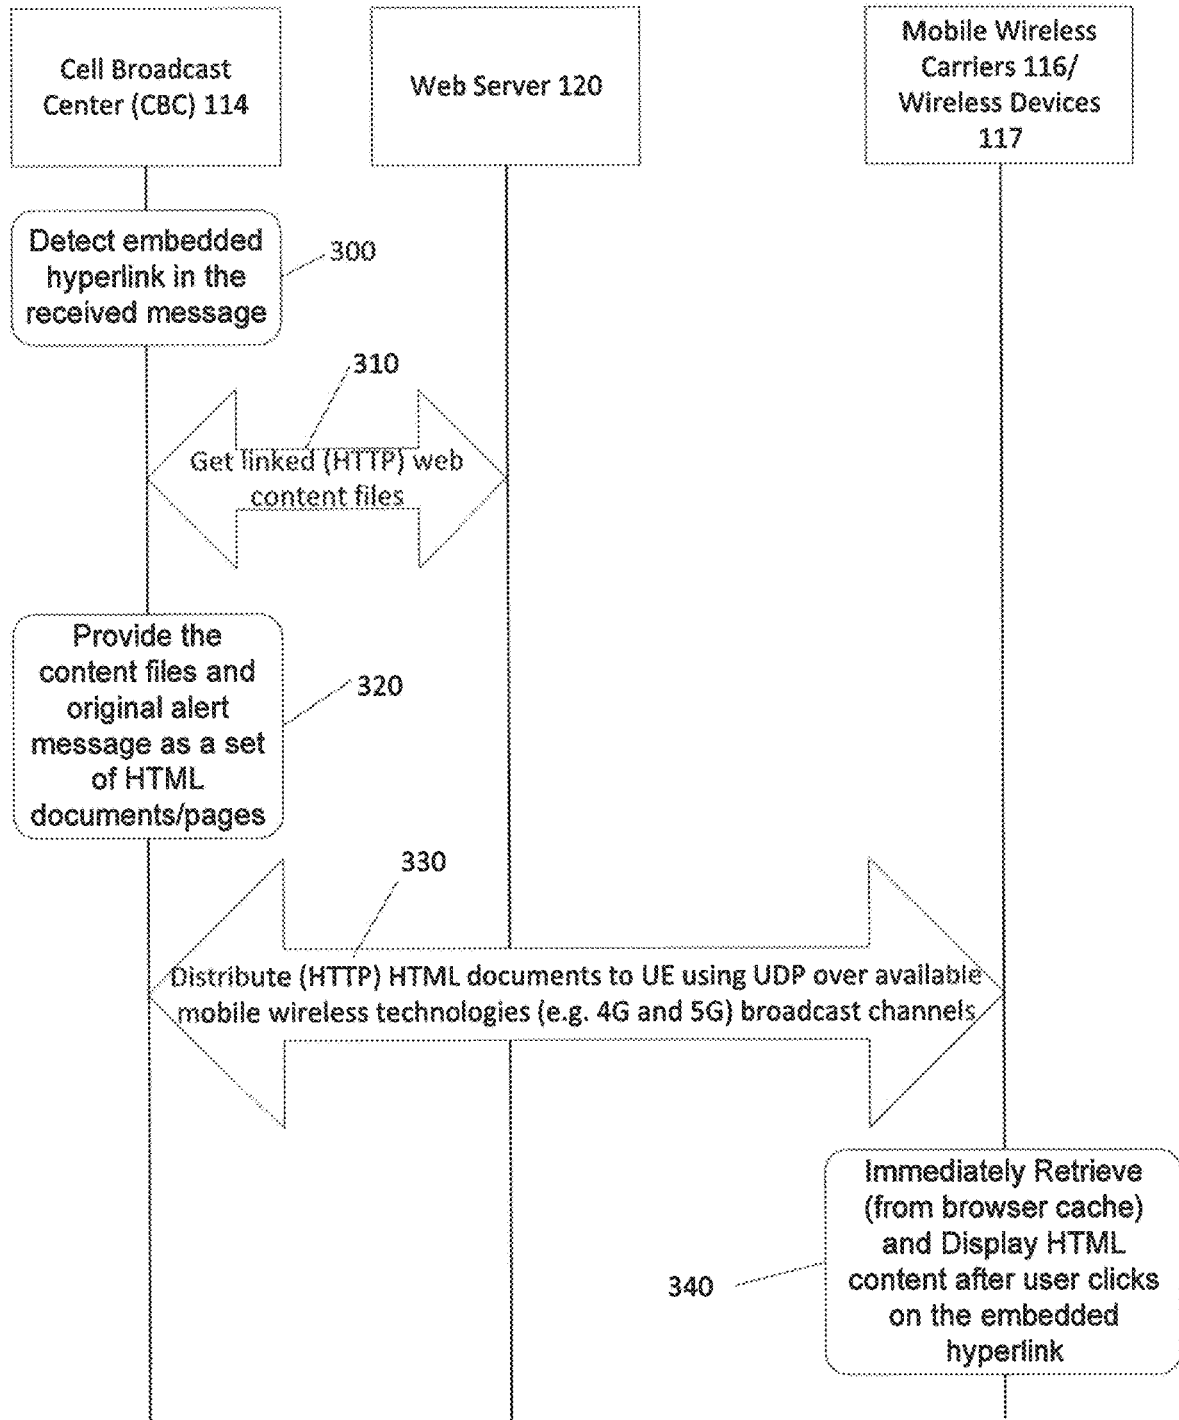 Cell Broadcast
Center (CBC) 114
Web Server 120
Mobile Wireless
Carriers 116/
Wireless Devices
117
Detect embedded
hyperlink in the
received message
300
310
Get linked (HTTP) web
content files
Provide the
content files and
original alert
message as a set
of HTML
documents/pages
320
330
Distribute (HTTP) HTML documents to UE using UDP over available
mobile wireless technologies (e.g. 4G and 5G) broadcast channels
Immediately Retrieve
(from browser cache)
and Display HTML
content after user clicks
on the embedded
hyperlink
340